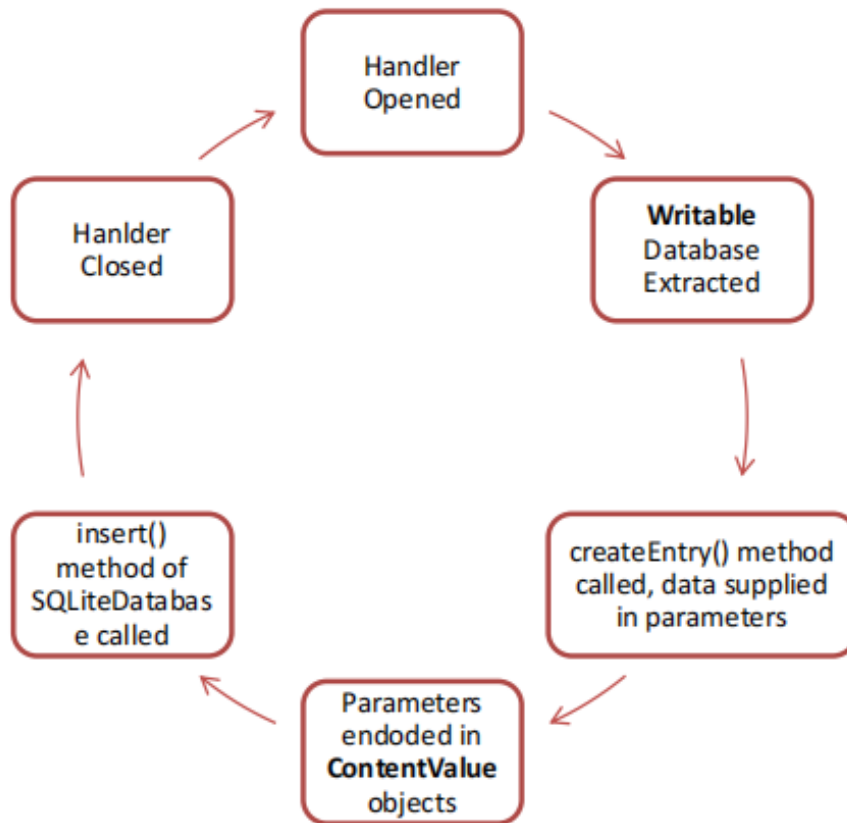 Handler
Opened
Writable
Database
Extracted
createEntry() method
called, data supplied
in parameters
Parameters
endoded in
ContentValue
objects
insert()
method of
SQLiteDatabas
e called
Hanlder
Closed